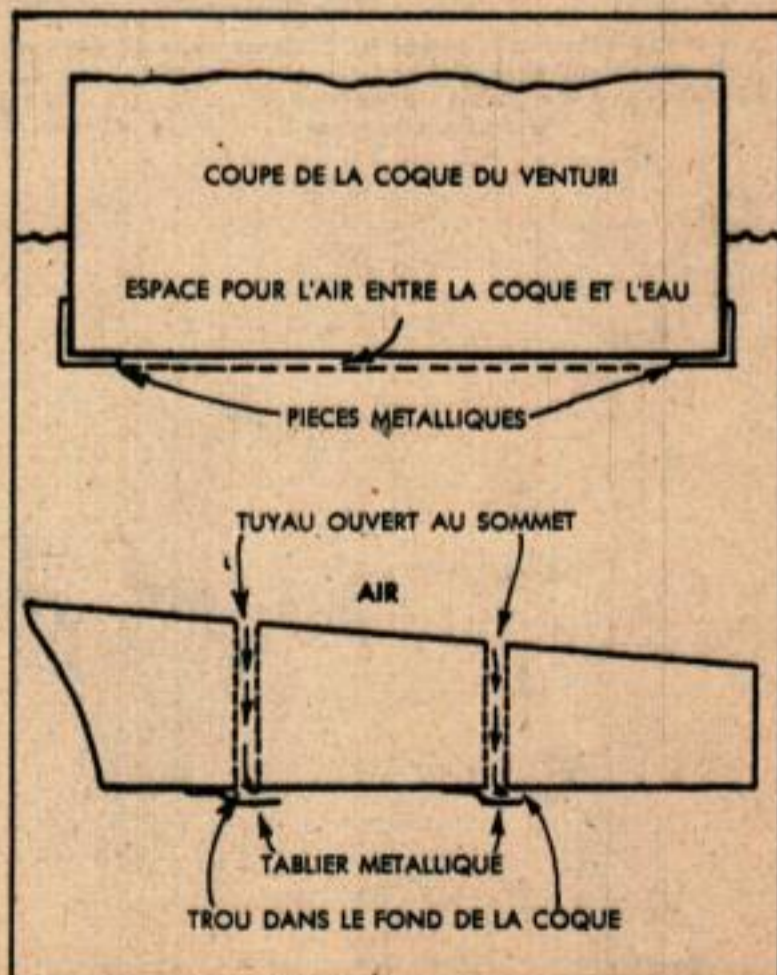 COUPE DE LA COQUE DU VENTURI
ESPACE POUR L'AIR ENTRE LA COQUE ET L'EAU
PIECES METALLIQUES
TUYAU OUVERT AU SOMMET
AIR
TABLIER METALLIQUE
TROU DANS LE FOND DE LA COQUE